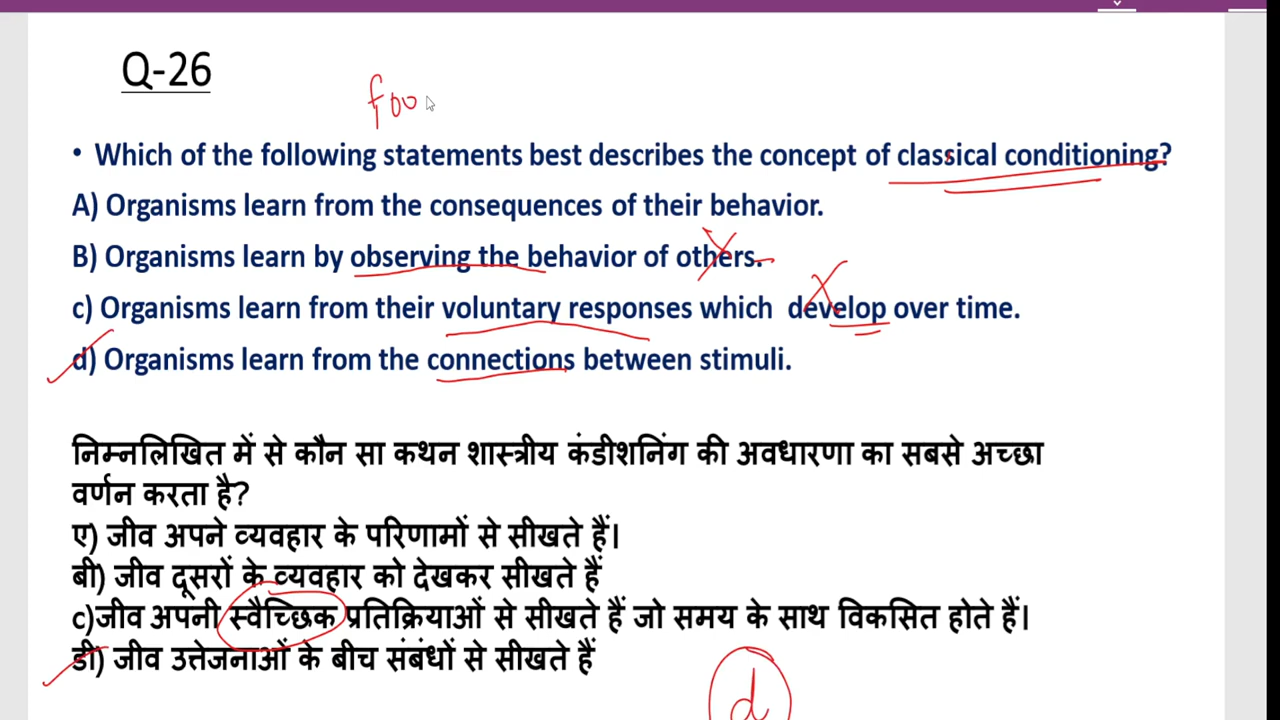 Q-26
foo
• Which of the following statements best describes the concept of classical conditioning?
A) Organisms learn from the consequences of their behavior.
B) Organisms learn by observing the behavior of others.
c) Organisms learn from their voluntary responses which develop over time.
d) Organisms learn from the connections between stimuli.
निम्नलिखित में से कौन सा कथन शास्त्रीय कंडीशनिंग की अवधारणा का सबसे अच्छा
वर्णन करता है?
ए) जीव अपने व्यवहार के परिणामों से सीखते हैं।
बी) जीव दूसरों के व्यवहार को देखकर सीखते हैं
c)जीव अपनी स्वैच्छिक प्रतिक्रियाओं से सीखते हैं जो समय के साथ विकसित होते हैं।
डी) जीव उत्तेजनाओं के बीच संबंधों से सीखते हैं
d